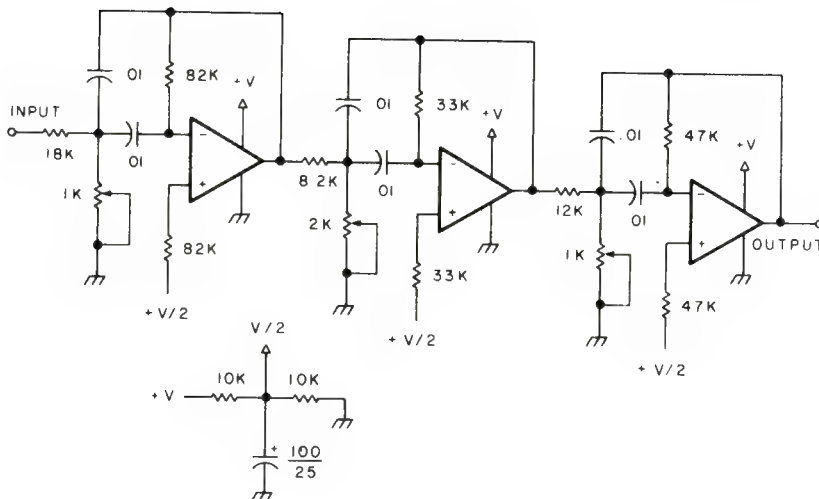 INPUT
18K
01
82K
+V
01
-
+
1K
82K
+V/2
01
33K
+V
8 2K
01
-
+
2K
33K
+V/2
.01
47K
+V
12K
01
-
+
1K
OUTPUT
47K
+V/2
V/2
+V
10K
10K
+
100
25